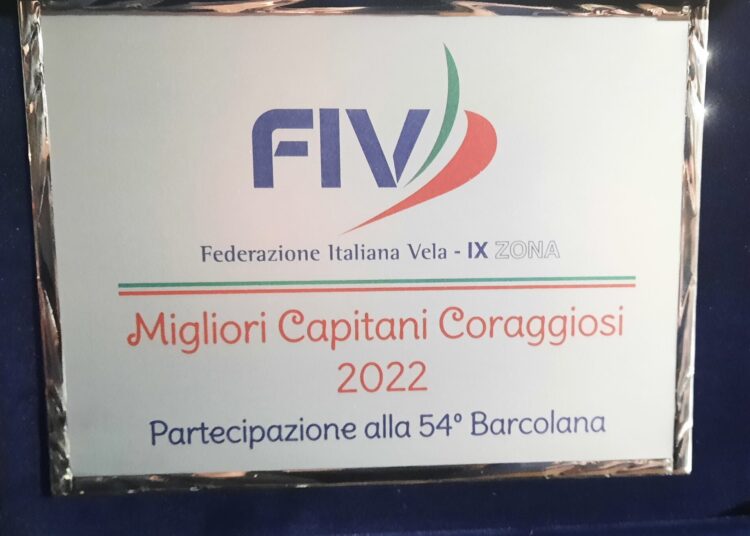 FIV
Federazione Italiana Vela - IX ZONA
Migliori Capitani Coraggiosi
2022
Partecipazione alla 54° Barcolana